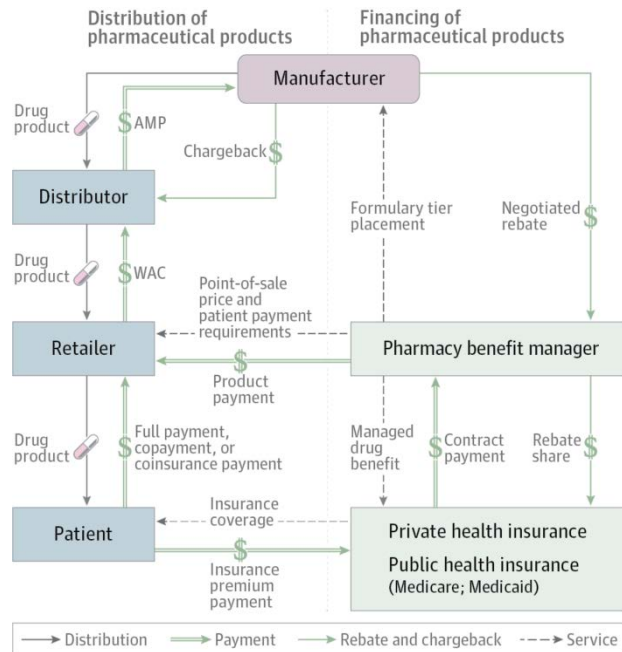 Distribution of
pharmaceutical products
Financing of
pharmaceutical products
Manufacturer
Drug
product
$ AMP
Chargeback $
Distributor
Formulary tier
placement
Negotiated
rebate $
Drug
product
$ WAC
Point-of-sale
price and
patient payment
requirements
Retailer
$
Product
payment
Pharmacy benefit manager
Drug
product
$ Full payment,
copayment, or
coinsurance payment
Managed
drug
benefit
$ Contract
payment
Rebate
share $
Insurance
coverage
Patient
$
Insurance
premium
payment
Private health insurance
Public health insurance
(Medicare; Medicaid)
Distribution
Payment
Rebate and chargeback
Service